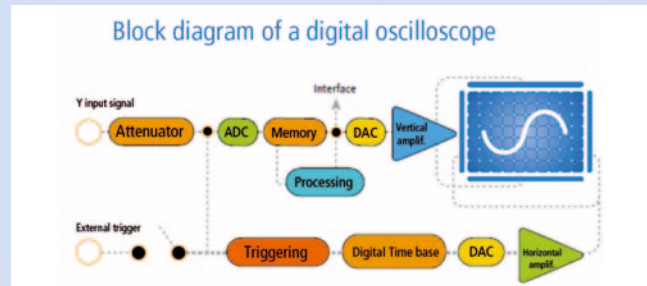 Block diagram of a digital oscilloscope
Interface
Y input signal
Attenuator
ADC
Memory
DAC
Vertical
amplif.
Processing
External trigger
Triggering
Digital Time base
DAC
Horizontal
amplif.